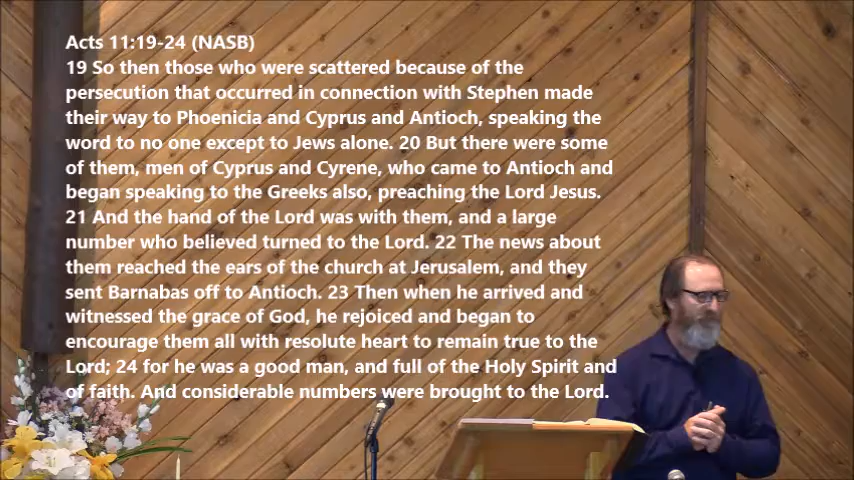 Acts 11:19-24 (NASB)
19 So then those who were scattered because of the
persecution that occurred in connection with Stephen made
their way to Phoenicia and Cyprus and Antioch, speaking the
word to no one except to Jews alone. 20 But there were some
of them, men of Cyprus and Cyrene, who came to Antioch and
began speaking to the Greeks also, preaching the Lord Jesus.
21 And the hand of the Lord was with them, and a large
number who believed turned to the Lord. 22 The news about
them reached the ears of the church at Jerusalem, and they
sent Barnabas off to Antioch. 23 Then when he arrived and
witnessed the grace of God, he rejoiced and began to
encourage them all with resolute heart to remain true to the
Lord; 24 for he was a good man, and full of the Holy Spirit and
of faith. And considerable numbers were brought to the Lord.